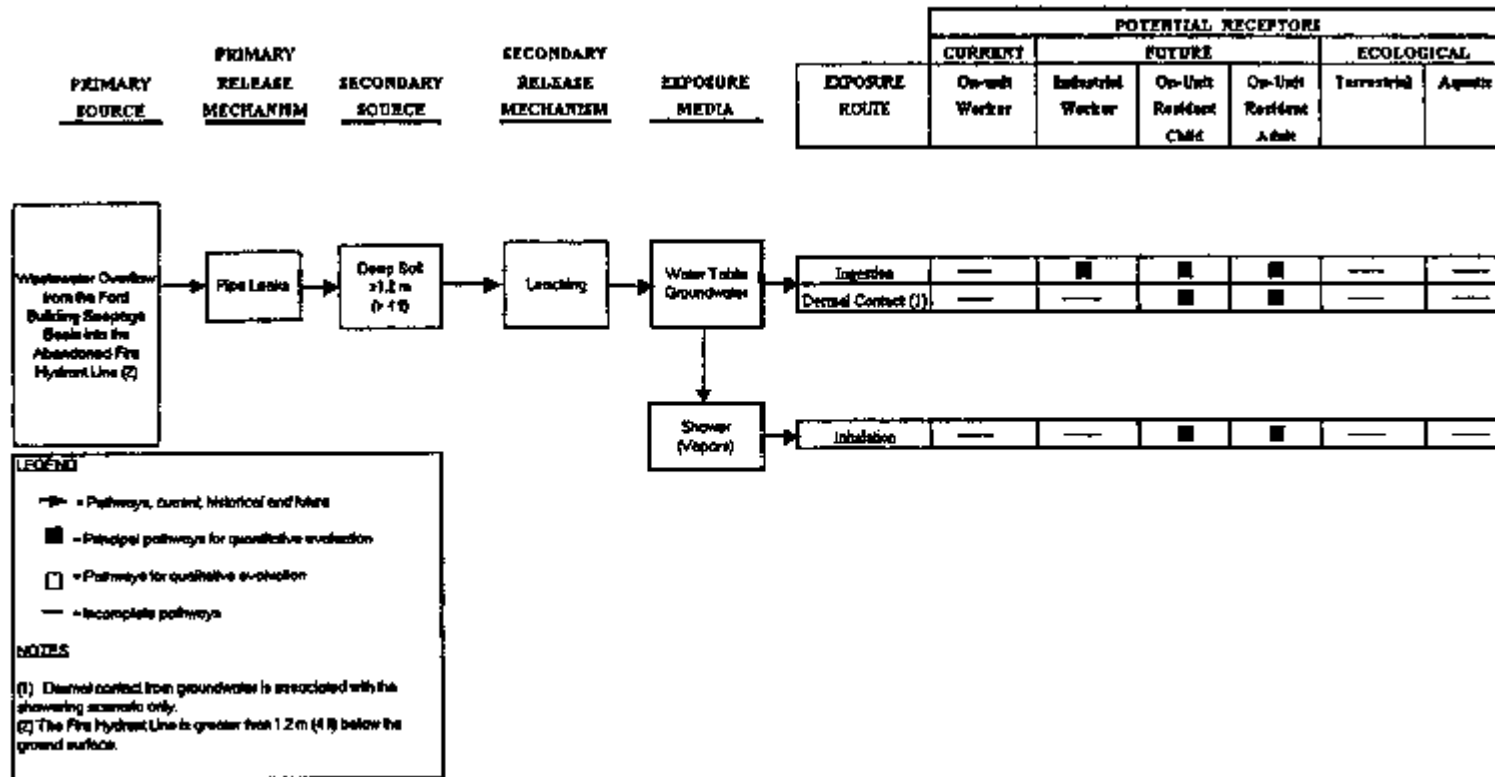 POTENTIAL RECEPTORS
CURRENT FUTURE ECOLOGICAL
PRIMARY SOURCE
PRIMARY RELEASE MECHANISM
SECONDARY SOURCE
SECONDARY RELEASE MECHANISM
EXPOSURE MEDIA
EXPOSURE ROUTE
On-unit Worker
Industrial Worker
On-Unit Resident Child
On-Unit Resident Adult
Terrestrial
Aquatic
Wastewater Overflow
from the Ford
Building Seepage
Basin into the
Abandoned Fire
Hydrant Line (2)
Pipe Leaks
Deep Soil
>1.2 m
(> 4 ft)
Leaching
Water Table
Groundwater
Ingestion — ■ ■ ■ — —
Dermal Contact (1) — — ■ ■ — —
Shower
(Vapors)
Inhalation — — ■ ■ — —
LEGEND
= Pathways, current, historical and future
■ = Principal pathways for quantitative evaluation
= Pathways for qualitative evaluation
— = Incomplete pathways
NOTES
(1) Dermal contact from groundwater is associated with the
showering scenario only.
(2) The Fire Hydrant Line is greater than 1.2 m (4 ft) below the
ground surface.